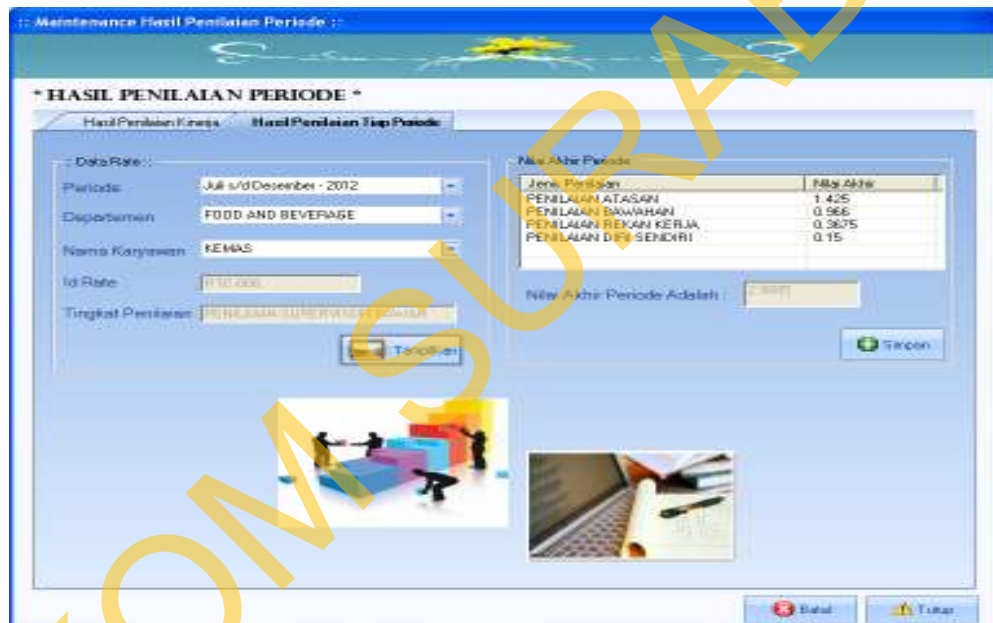 :: Maintenance Hasil Penilaian Periode ::
* HASIL PENILAIAN PERIODE *
Hasil Penilaian Kinerja Hasil Penilaian Tiap Periode
:: Data Rate ::
Periode Juli s/d Desember - 2012
Departemen FOOD AND BEVERAGE
Nama Karyawan KEMAS
Id Rate
Tingkat Penilaian
Tampilkan
Nilai Akhir Periode
Jenis Penilaian Nilai Akhir
PENILAIAN ATASAN 1.425
PENILAIAN BAWAHAN 0.966
PENILAIAN REKAN KERJA 0.3675
PENILAIAN DIRI SENDIRI 0.15
Nilai Akhir Periode Adalah :
Simpan
Batal Tutup
OM SURAB